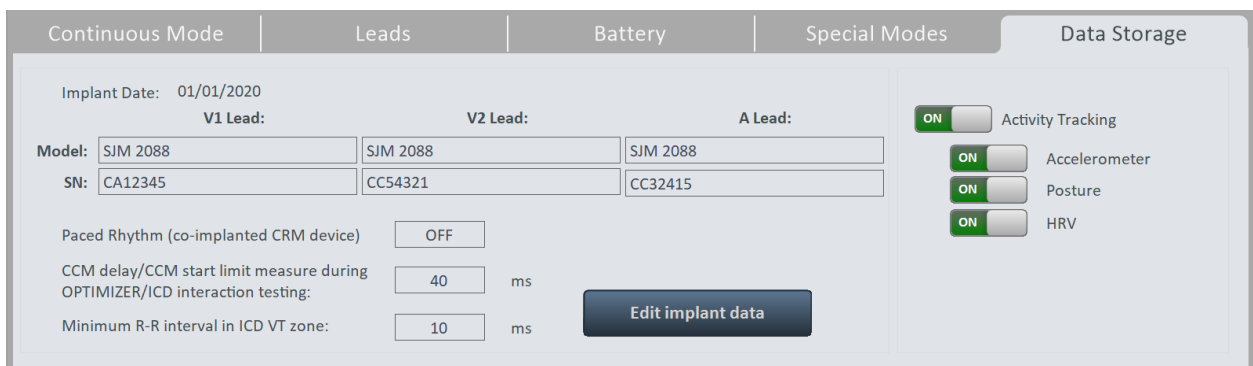 Continuous Mode Leads Battery Special Modes Data Storage
Implant Date: 01/01/2020
V1 Lead: V2 Lead: A Lead:
Model: SJM 2088 SJM 2088 SJM 2088
SN: CA12345 CC54321 CC32415
Paced Rhythm (co-implanted CRM device) OFF
CCM delay/CCM start limit measure during
OPTIMIZER/ICD interaction testing: 40 ms
Minimum R-R interval in ICD VT zone: 10 ms
Edit implant data
ON Activity Tracking
ON Accelerometer
ON Posture
ON HRV